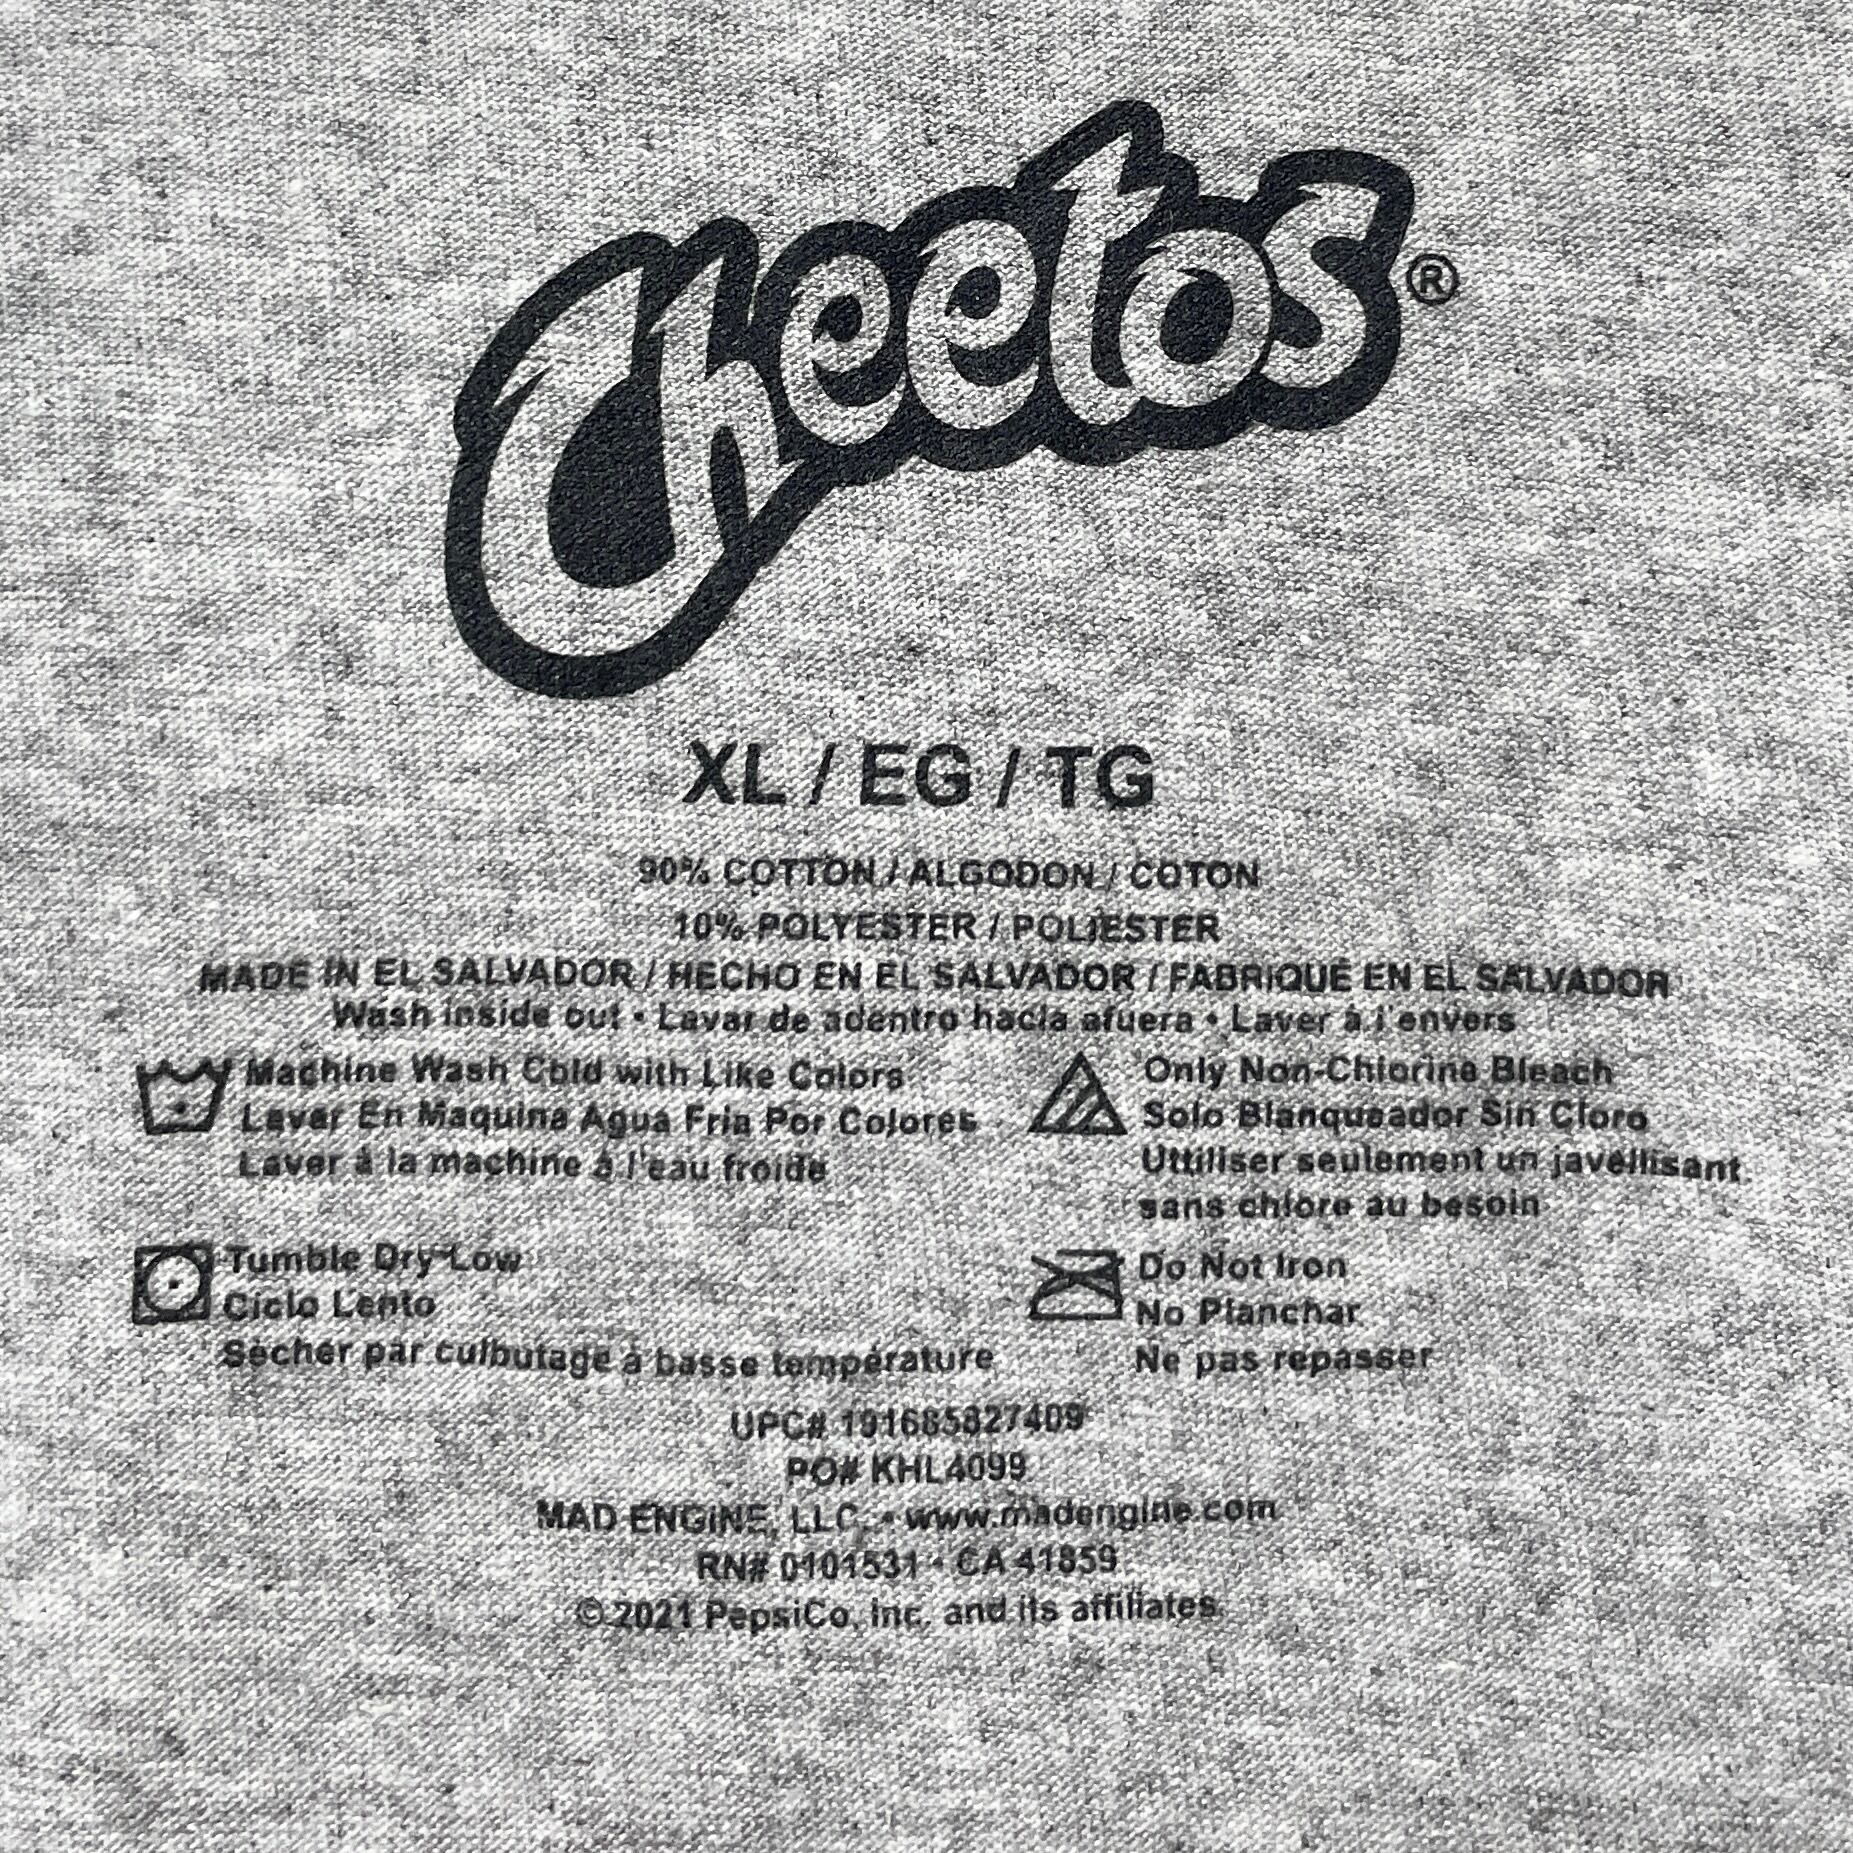 Cheetos®
XL / EG / TG
90% COTTON / ALGODON / COTON
10% POLYESTER / POLIESTER
MADE IN EL SALVADOR / HECHO EN EL SALVADOR / FABRIQUÉ EN EL SALVADOR
Wash inside out • Lavar de adentro hacia afuera • Laver à l'envers
Machine Wash Cold with Like Colors
Lavar En Maquina Agua Fria Por Colores
Laver à la machine à l'eau froide
Only Non-Chlorine Bleach
Solo Blanqueador Sin Cloro
Uttiliser seulement un javellisant
sans chlore au besoin
Tumble Dry Low
Ciclo Lento
Sècher par culbutage à basse température
Do Not Iron
No Planchar
Ne pas repasser
UPC# 191685827409
PO# KHL4099
MAD ENGINE, LLC. • www.madengine.com
RN# 0101531 • CA 41859
© 2021 PepsiCo, Inc. and its affiliates.